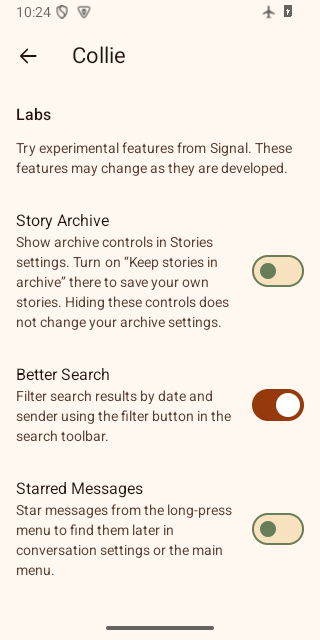 10:24
Collie
Labs
Try experimental features from Signal. These
features may change as they are developed.
Story Archive
Show archive controls in Stories
settings. Turn on “Keep stories in
archive” there to save your own
stories. Hiding these controls does
not change your archive settings.
Better Search
Filter search results by date and
sender using the filter button in the
search toolbar.
Starred Messages
Star messages from the long-press
menu to find them later in
conversation settings or the main
menu.